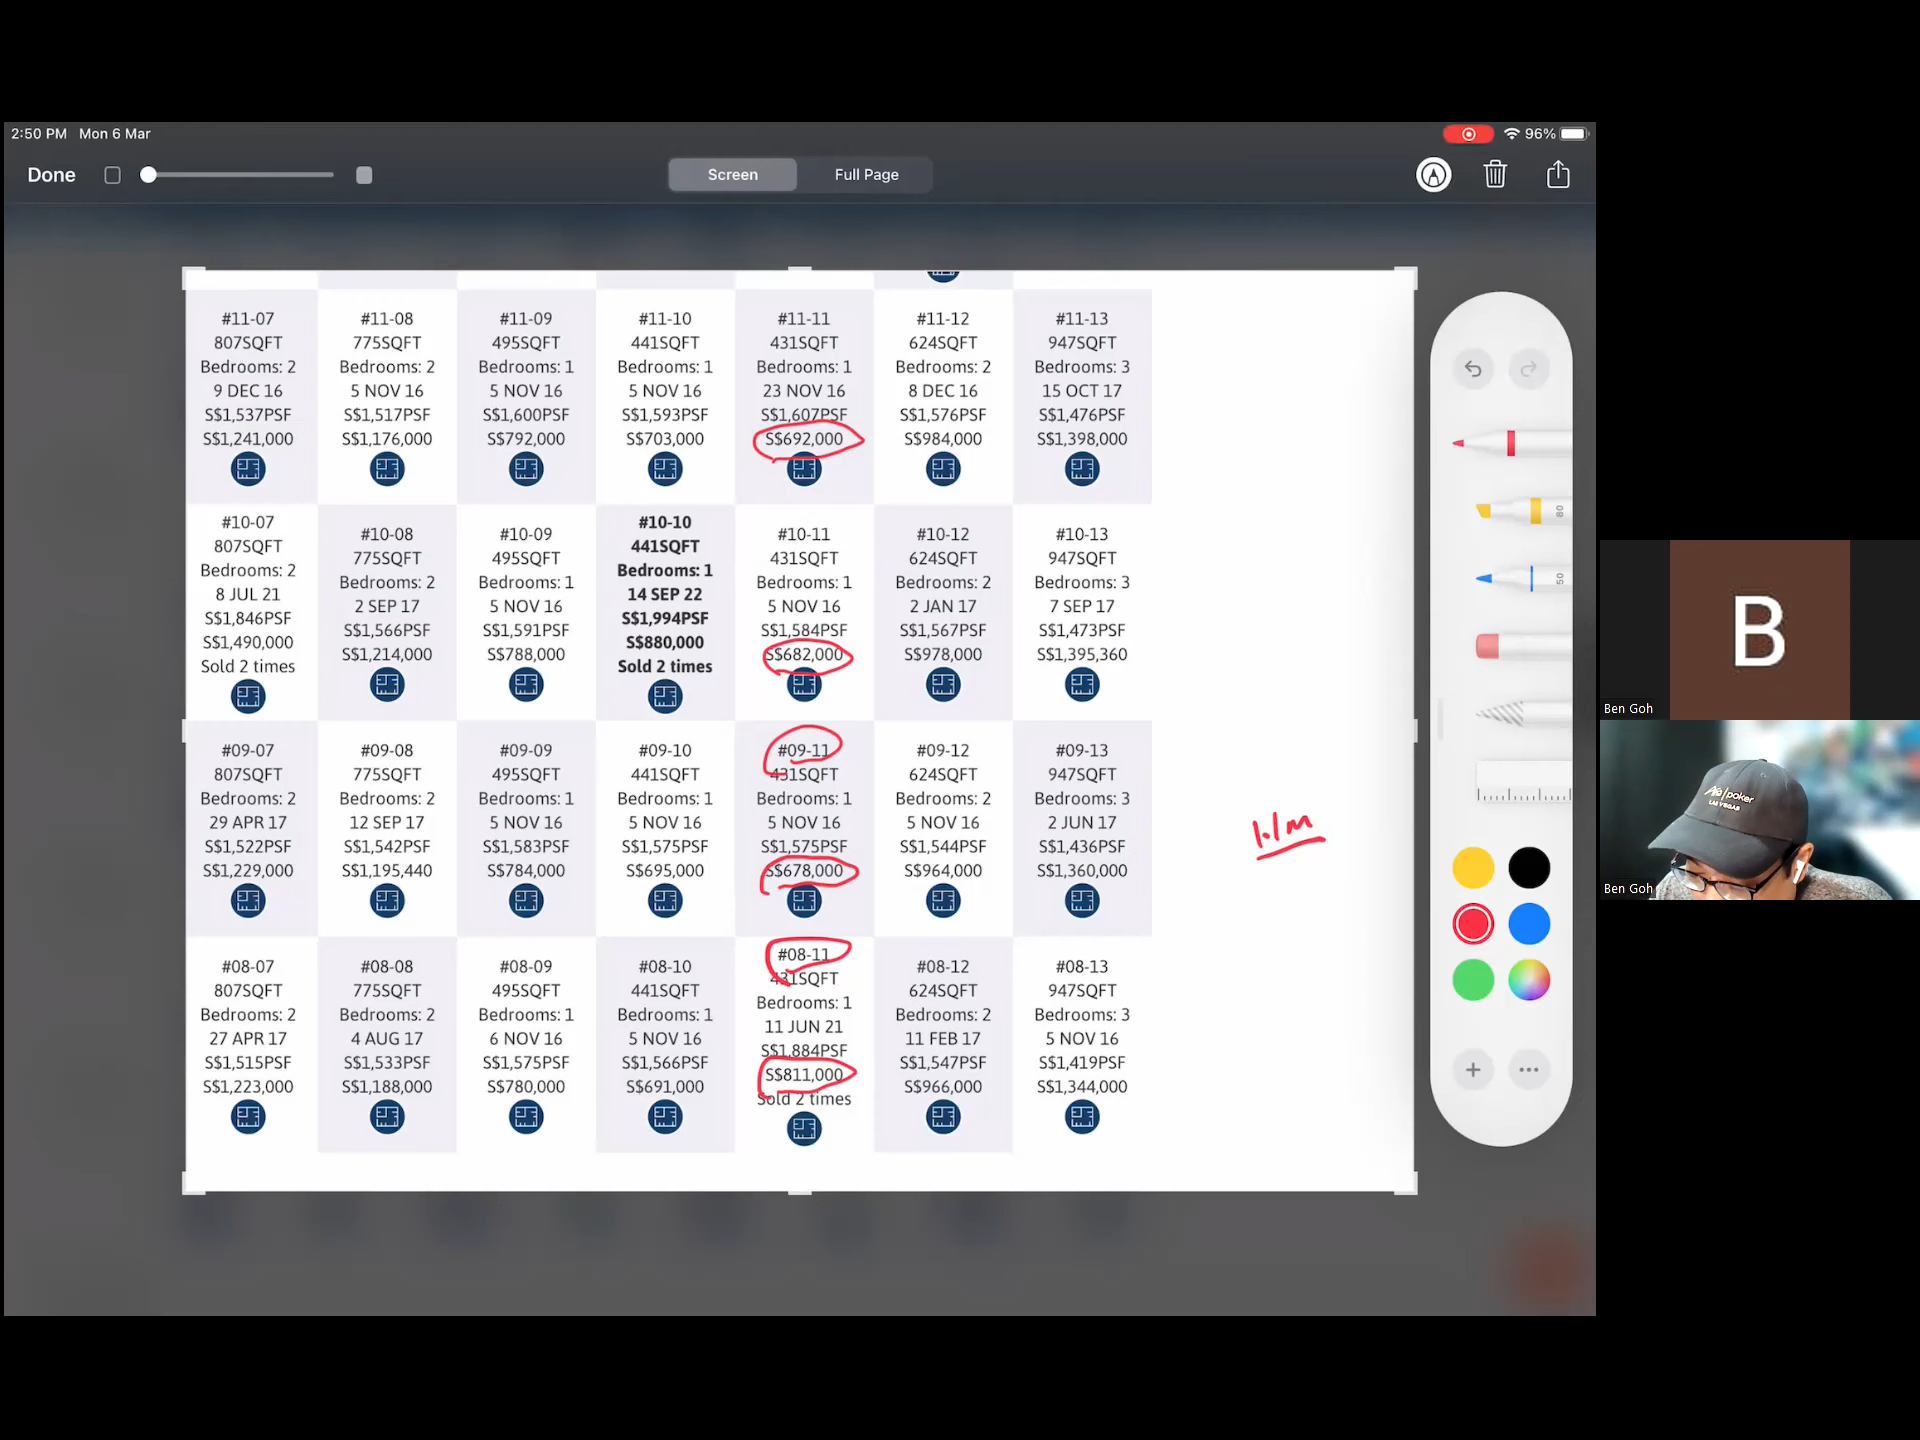 2:50 PM Mon 6 Mar
96%
Done
Screen
Full Page
#11-07
807SQFT
Bedrooms: 2
9 DEC 16
S$1,537PSF
S$1,241,000
#11-08
775SQFT
Bedrooms: 2
5 NOV 16
S$1,517PSF
S$1,176,000
#11-09
495SQFT
Bedrooms: 1
5 NOV 16
S$1,600PSF
S$792,000
#11-10
441SQFT
Bedrooms: 1
5 NOV 16
S$1,593PSF
S$703,000
#11-11
431SQFT
Bedrooms: 1
23 NOV 16
S$1,607PSF
S$692,000
#11-12
624SQFT
Bedrooms: 2
8 DEC 16
S$1,576PSF
S$984,000
#11-13
947SQFT
Bedrooms: 3
15 OCT 17
S$1,476PSF
S$1,398,000
#10-07
807SQFT
Bedrooms: 2
8 JUL 21
S$1,846PSF
S$1,490,000
Sold 2 times
#10-08
775SQFT
Bedrooms: 2
2 SEP 17
S$1,566PSF
S$1,214,000
#10-09
495SQFT
Bedrooms: 1
5 NOV 16
S$1,591PSF
S$788,000
#10-10
441SQFT
Bedrooms: 1
14 SEP 22
S$1,994PSF
S$880,000
Sold 2 times
#10-11
431SQFT
Bedrooms: 1
5 NOV 16
S$1,584PSF
S$682,000
#10-12
624SQFT
Bedrooms: 2
2 JAN 17
S$1,567PSF
S$978,000
#10-13
947SQFT
Bedrooms: 3
7 SEP 17
S$1,473PSF
S$1,395,360
#09-07
807SQFT
Bedrooms: 2
29 APR 17
S$1,522PSF
S$1,229,000
#09-08
775SQFT
Bedrooms: 2
12 SEP 17
S$1,542PSF
S$1,195,440
#09-09
495SQFT
Bedrooms: 1
5 NOV 16
S$1,583PSF
S$784,000
#09-10
441SQFT
Bedrooms: 1
5 NOV 16
S$1,575PSF
S$695,000
#09-11
431SQFT
Bedrooms: 1
5 NOV 16
S$1,575PSF
S$678,000
#09-12
624SQFT
Bedrooms: 2
5 NOV 16
S$1,544PSF
S$964,000
#09-13
947SQFT
Bedrooms: 3
2 JUN 17
S$1,436PSF
S$1,360,000
1.1m
#08-07
807SQFT
Bedrooms: 2
27 APR 17
S$1,515PSF
S$1,223,000
#08-08
775SQFT
Bedrooms: 2
4 AUG 17
S$1,533PSF
S$1,188,000
#08-09
495SQFT
Bedrooms: 1
6 NOV 16
S$1,575PSF
S$780,000
#08-10
441SQFT
Bedrooms: 1
5 NOV 16
S$1,566PSF
S$691,000
#08-11
431SQFT
Bedrooms: 1
11 JUN 21
S$1,884PSF
S$811,000
Sold 2 times
#08-12
624SQFT
Bedrooms: 2
11 FEB 17
S$1,547PSF
S$966,000
#08-13
947SQFT
Bedrooms: 3
5 NOV 16
S$1,419PSF
S$1,344,000
80
50
B
Ben Goh
poker
LAS VEGAS
Ben Goh